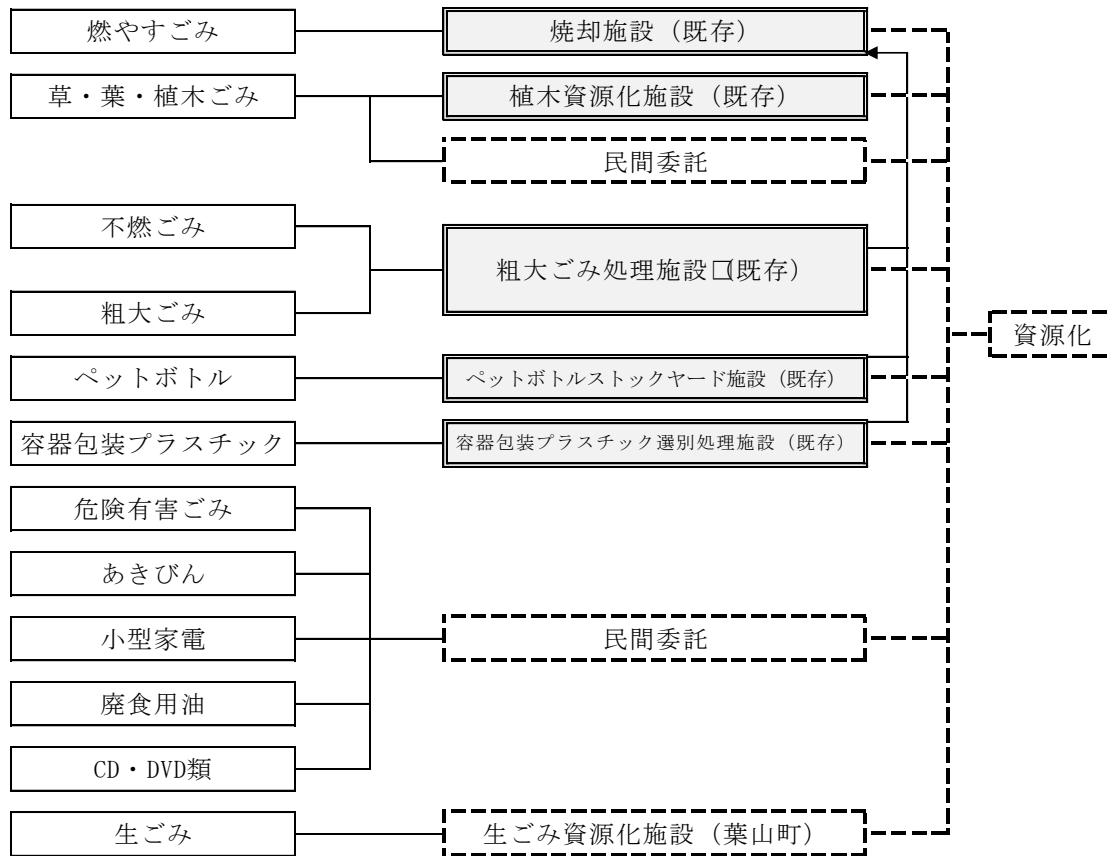 燃やすごみ
焼却施設（既存）
草・葉・植木ごみ
植木資源化施設（既存）
民間委託
不燃ごみ
粗大ごみ処理施設□（既存）
粗大ごみ
資源化
ペットボトル
ペットボトルストックヤード施設（既存）
容器包装プラスチック
容器包装プラスチック選別処理施設（既存）
危険有害ごみ
あきびん
小型家電
民間委託
廃食用油
CD・DVD類
生ごみ
生ごみ資源化施設（葉山町）